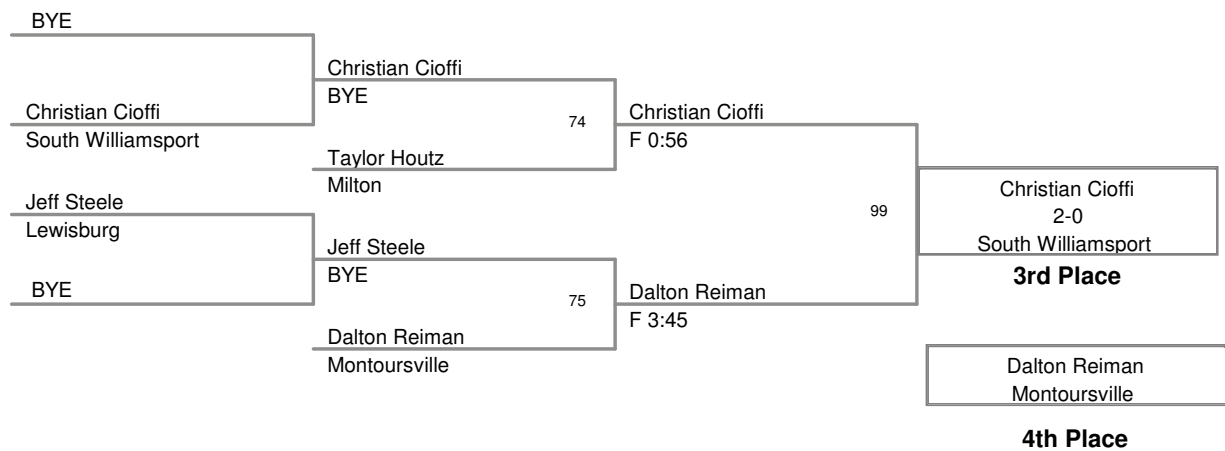 BYE
Christian Cioffi
South Williamsport
Jeff Steele
Lewisburg
BYE
Christian Cioffi
BYE
74
Taylor Houtz
Milton
Jeff Steele
BYE
75
Dalton Reiman
Montoursville
Christian Cioffi
F 0:56
99
Dalton Reiman
F 3:45
Christian Cioffi
2-0
South Williamsport
3rd Place
Dalton Reiman
Montoursville
4th Place